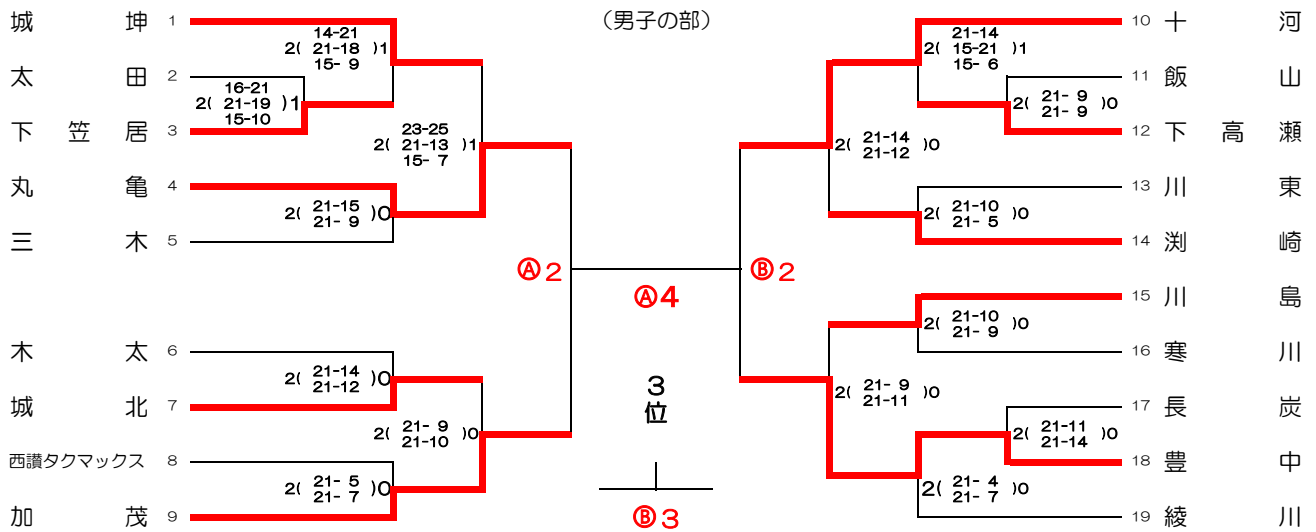 (男子の部)
城坤 1
14-21
2( 21-18 )1
15- 9
太田 2
16-21
2( 21-19 )1
15-10
下笠居 3
23-25
2( 21-13 )1
15- 7
丸亀 4
2( 21-15 )0
21- 9
三木 5
Ⓐ2
木太 6
2( 21-14 )0
21-12
城北 7
2( 21- 9 )0
21-10
西讃タクマックス 8
2( 21- 5 )0
21- 7
加茂 9
Ⓐ4
3
位
Ⓑ3
Ⓑ2
10 十河
21-14
2( 15-21 )1
15- 6
11 飯山
2( 21- 9 )0
21- 9
12 下高瀬
2( 21-14 )0
21-12
13 川東
2( 21-10 )0
21- 5
14 渕崎
15 川島
2( 21-10 )0
21- 9
16 寒川
2( 21- 9 )0
21-11
17 長炭
2( 21-11 )0
21-14
18 豊中
2( 21- 4 )0
21- 7
19 綾川